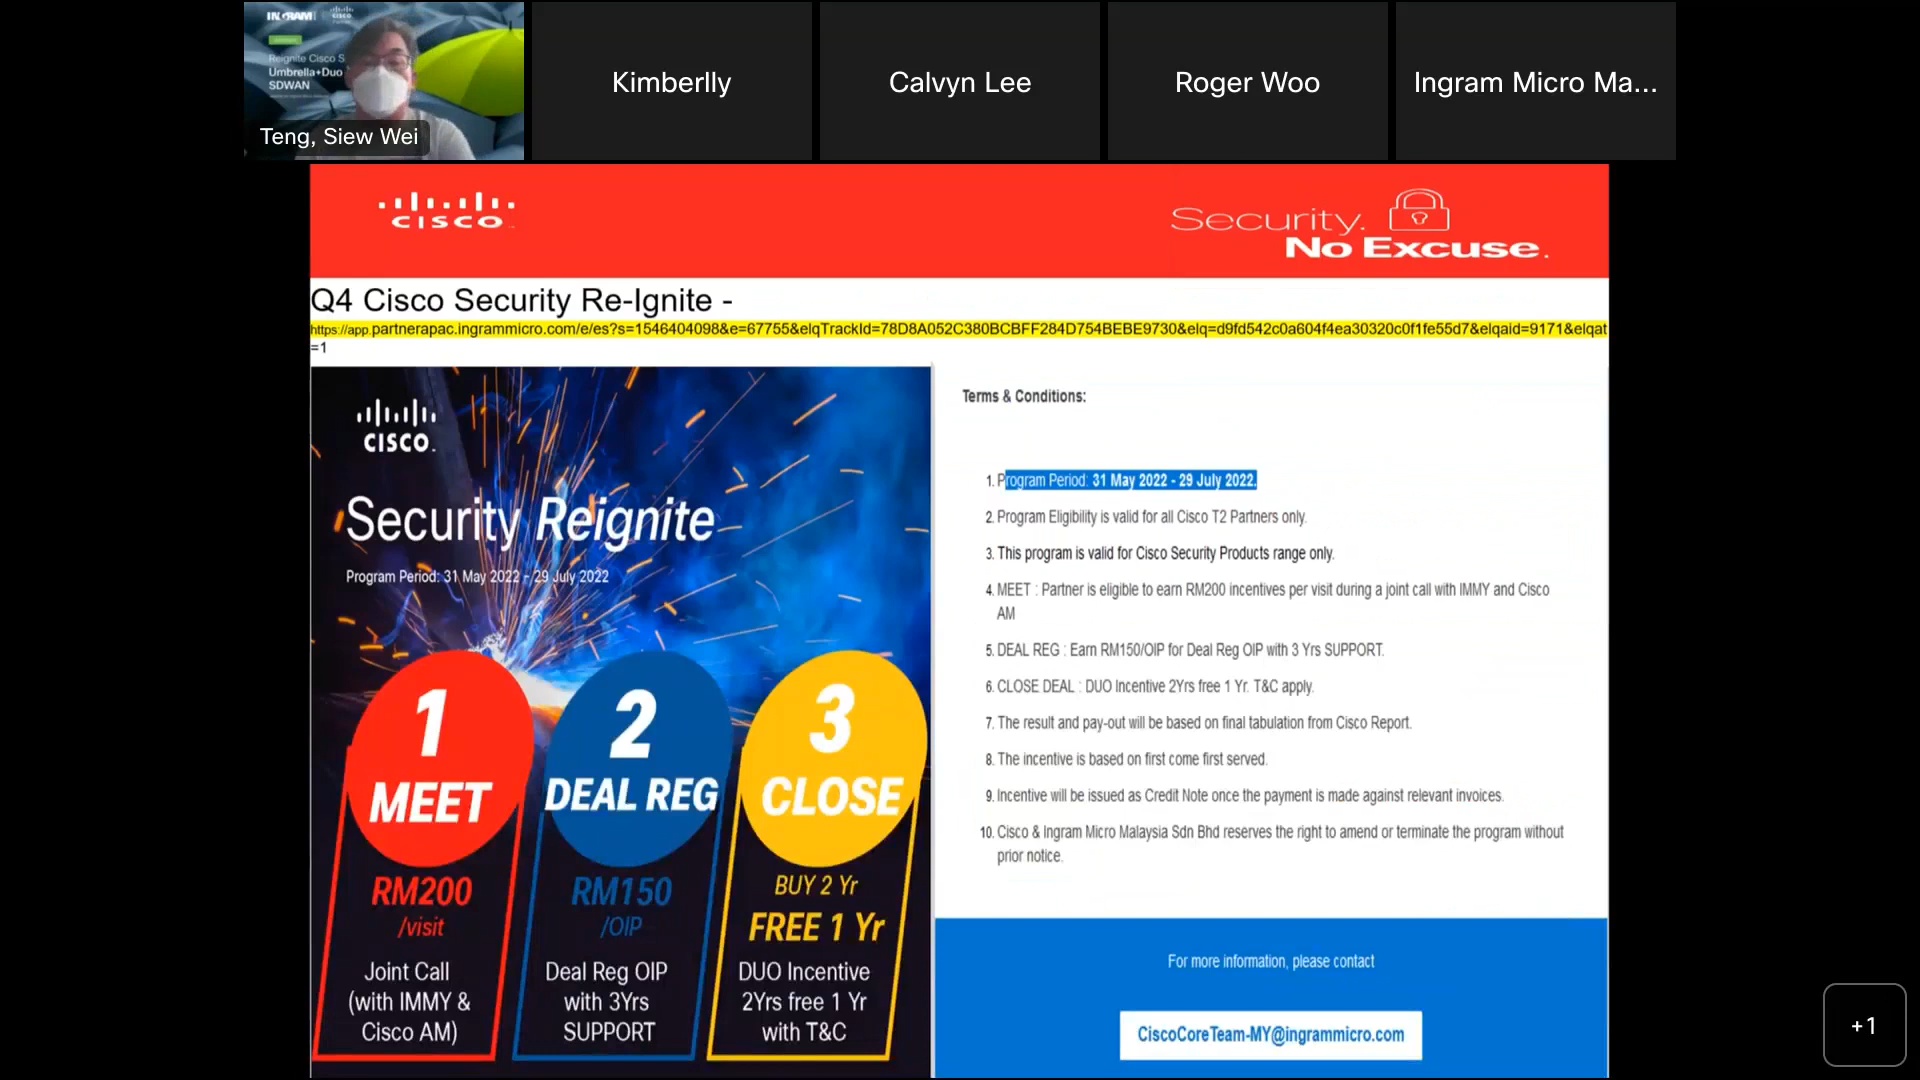 INGRAM
CISCO
Reignite Cisco S
Umbrella+Duo
SDWAN
Teng, Siew Wei
Kimberlly
Calvyn Lee
Roger Woo
Ingram Micro Ma...
CISCO
Security.
No Excuse.
Q4 Cisco Security Re-Ignite -
https://app.partnerapac.ingrammicro.com/e/es?s=1546404098&e=67755&elqTrackId=78D8A052C380BCBFF284D754BEBE9730&elq=d9fd542c0a604f4ea30320c0f1fe55d7&elqaid=9171&elqat
=1
CISCO.
Security Reignite
Program Period: 31 May 2022 - 29 July 2022
1
MEET
RM200
/visit
Joint Call
(with IMMY &
Cisco AM)
2
DEAL REG
RM150
/OIP
Deal Reg OIP
with 3Yrs
SUPPORT
3
CLOSE
BUY 2 Yr
FREE 1 Yr
DUO Incentive
2Yrs free 1 Yr
with T&C
Terms & Conditions:
1. Program Period: 31 May 2022 - 29 July 2022.
2. Program Eligibility is valid for all Cisco T2 Partners only.
3. This program is valid for Cisco Security Products range only.
4. MEET : Partner is eligible to earn RM200 incentives per visit during a joint call with IMMY and Cisco
AM
5. DEAL REG : Earn RM150/OIP for Deal Reg OIP with 3 Yrs SUPPORT.
6. CLOSE DEAL : DUO Incentive 2Yrs free 1 Yr. T&C apply.
7. The result and pay-out will be based on final tabulation from Cisco Report.
8. The incentive is based on first come first served.
9. Incentive will be issued as Credit Note once the payment is made against relevant invoices.
10. Cisco & Ingram Micro Malaysia Sdn Bhd reserves the right to amend or terminate the program without
prior notice.
For more information, please contact
CiscoCoreTeam-MY@ingrammicro.com
+1